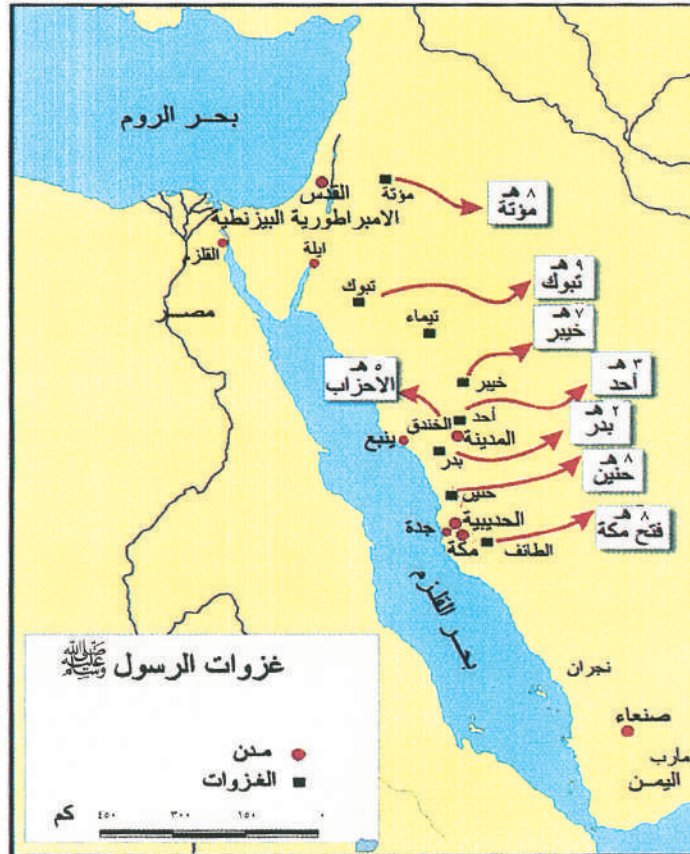 بحر الروم
القدس
مؤتة
٨ هـ
مؤتة
الامبراطورية البيزنطية
القلزم
ايلة
٩ هـ
تبوك
تبوك
مصر
تيماء
٧ هـ
خيبر
خيبر
٥ هـ
الأحزاب
٣ هـ
أحد
أحد
الخندق
المدينة
ينبع
٢ هـ
بدر
بدر
٨ هـ
حنين
حنين
الحديبية
جدة
مكة
الطائف
٨ هـ
فتح مكة
بحر القلزم
نجران
صنعاء
مارب
اليمن
غزوات الرسول ﷺ
مدن
الغزوات
كم ٤٥٠ ٣٠٠ ١٥٠ ٠